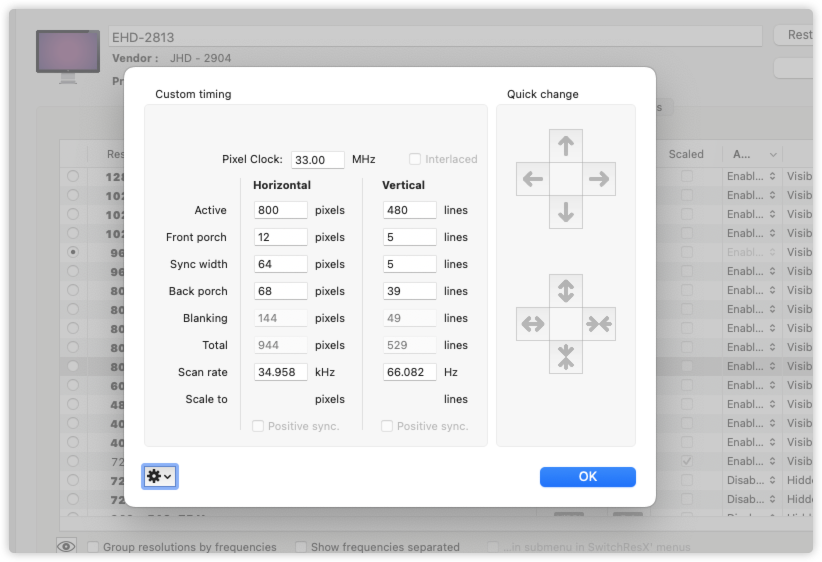 EHD-2813
Rest
Vendor : JHD - 2904
Pr
Custom timing
Quick change
Pixel Clock: 33.00 MHz
Interlaced
Horizontal Vertical
Active 800 pixels 480 lines
Front porch 12 pixels 5 lines
Sync width 64 pixels 5 lines
Back porch 68 pixels 39 lines
Blanking 144 pixels 49 lines
Total 944 pixels 529 lines
Scan rate 34.958 kHz 66.082 Hz
Scale to pixels lines
Positive sync. Positive sync.
OK
Res Scaled A...
128 Enabl... Visib
102 Enabl... Visib
102 Enabl... Visib
102 Enabl... Visib
96 Enabl... Visib
96 Enabl... Visib
80 Enabl... Visib
80 Enabl... Visib
80 Enabl... Visib
80 Enabl... Visib
80 Enabl... Visib
60 Enabl... Visib
48 Enabl... Visib
40 Enabl... Visib
40 Enabl... Visib
72 Enabl... Visib
72 Disab... Hidde
72 Disab... Hidde
Group resolutions by frequencies
Show frequencies separated
...in submenu in SwitchResX' menus